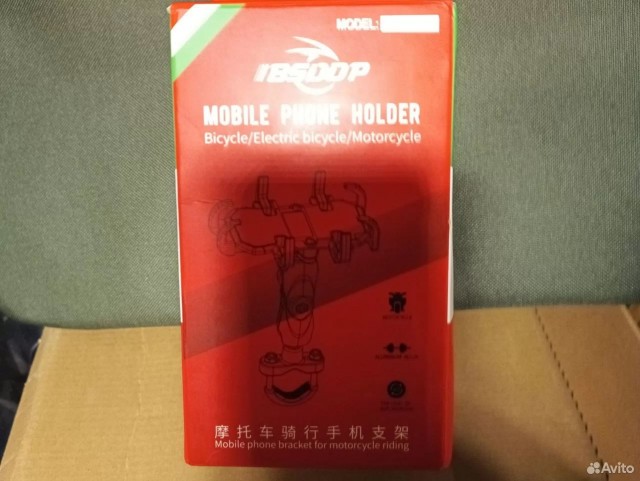 MODEL:
IBSOOP
MOBILE PHONE HOLDER
Bicycle/Electric bicycle/Motorcycle
摩托车骑行手机支架
Mobile phone bracket for motorcycle riding
Avito